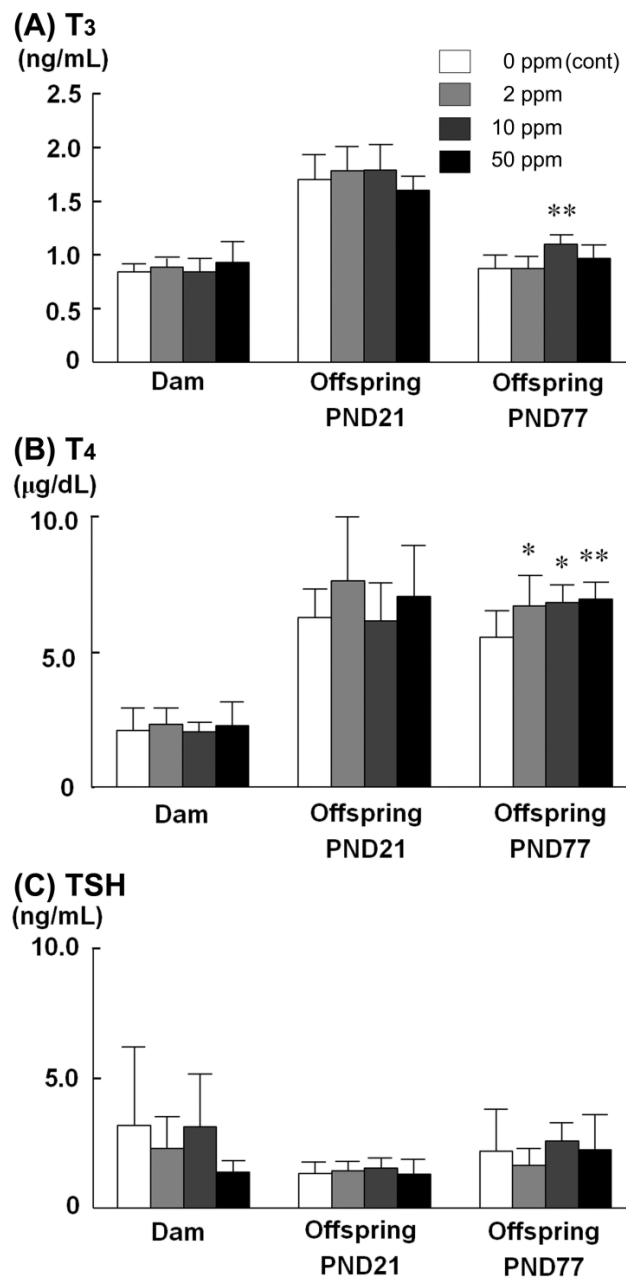 (A) T3
(ng/mL)
0 ppm (cont)
2 ppm
10 ppm
50 ppm
2.5
2.0
1.5
1.0
0.5
0
**
Dam
Offspring
PND21
Offspring
PND77
(B) T4
(μg/dL)
10.0
5.0
0
* * **
Dam
Offspring
PND21
Offspring
PND77
(C) TSH
(ng/mL)
10.0
5.0
0
Dam
Offspring
PND21
Offspring
PND77